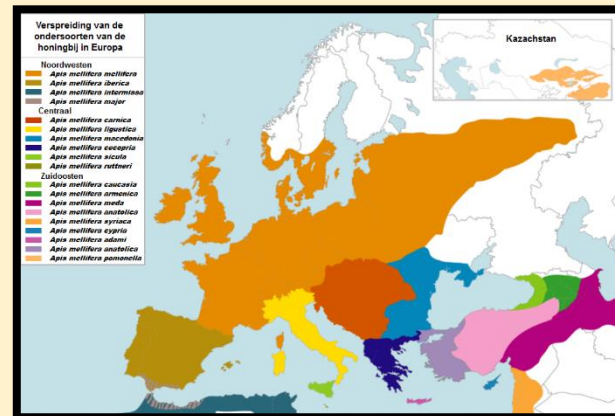 Verspreiding van de
ondersoorten van de
honingbij in Europa
Noordwesten
Apis mellifera mellifera
Apis mellifera iberica
Apis mellifera intermissa
Apis mellifera major
Centraal
Apis mellifera carnica
Apis mellifera ligustica
Apis mellifera macedonia
Apis mellifera cecropia
Apis mellifera sicula
Apis mellifera ruttneri
Zuidoosten
Apis mellifera caucasia
Apis mellifera armenica
Apis mellifera meda
Apis mellifera anatolica
Apis mellifera syriaca
Apis mellifera cypria
Apis mellifera adami
Apis mellifera anatolica
Apis mellifera pomonella
Kazachstan